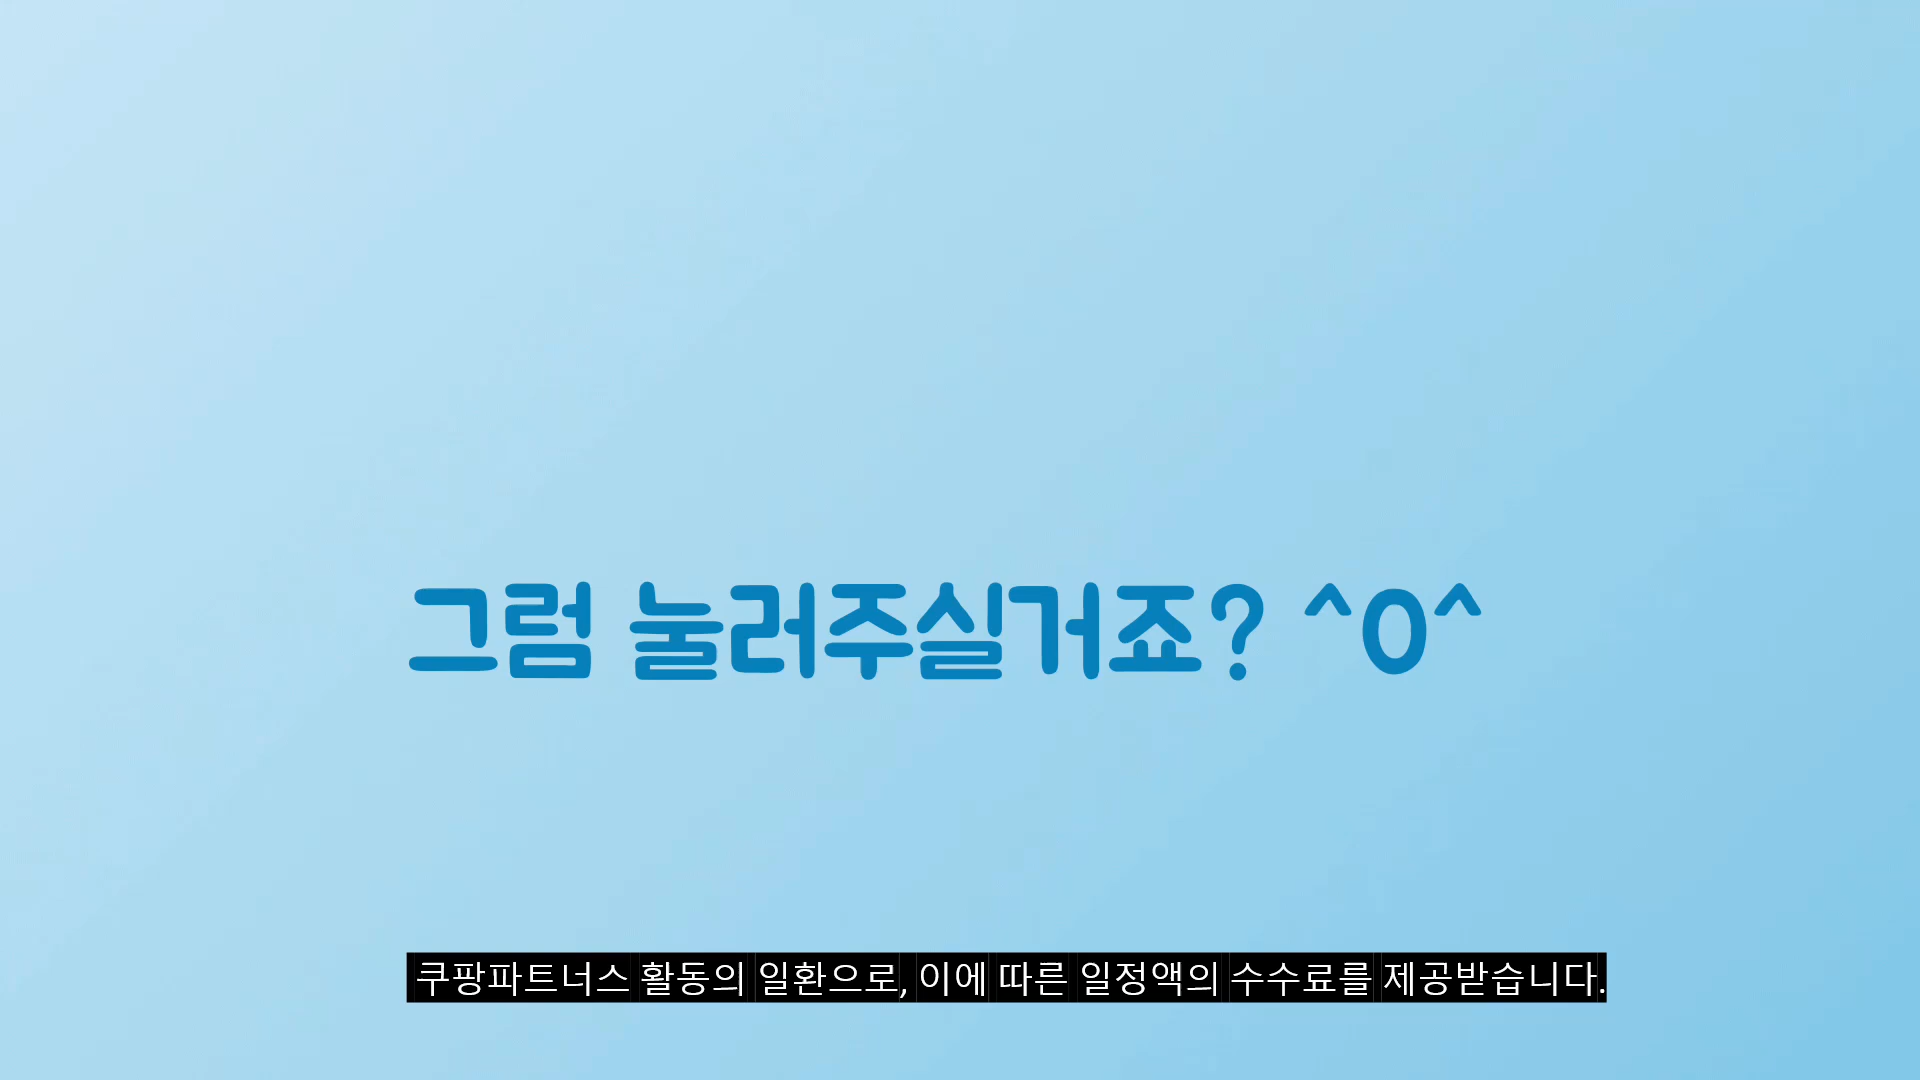 그럼 눌러주실거죠? ^0^
쿠팡파트너스 활동의 일환으로, 이에 따른 일정액의 수수료를 제공받습니다.